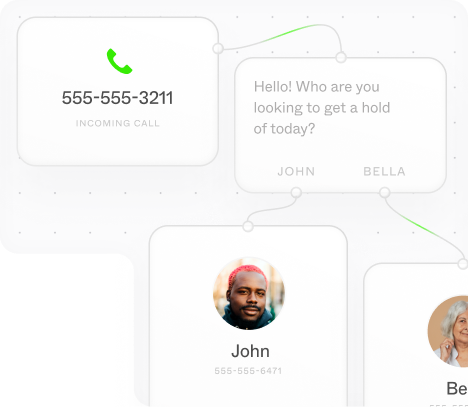 555-555-3211
INCOMING CALL
Hello! Who are you
looking to get a hold
of today?
JOHN BELLA
John
555-555-6471
Be